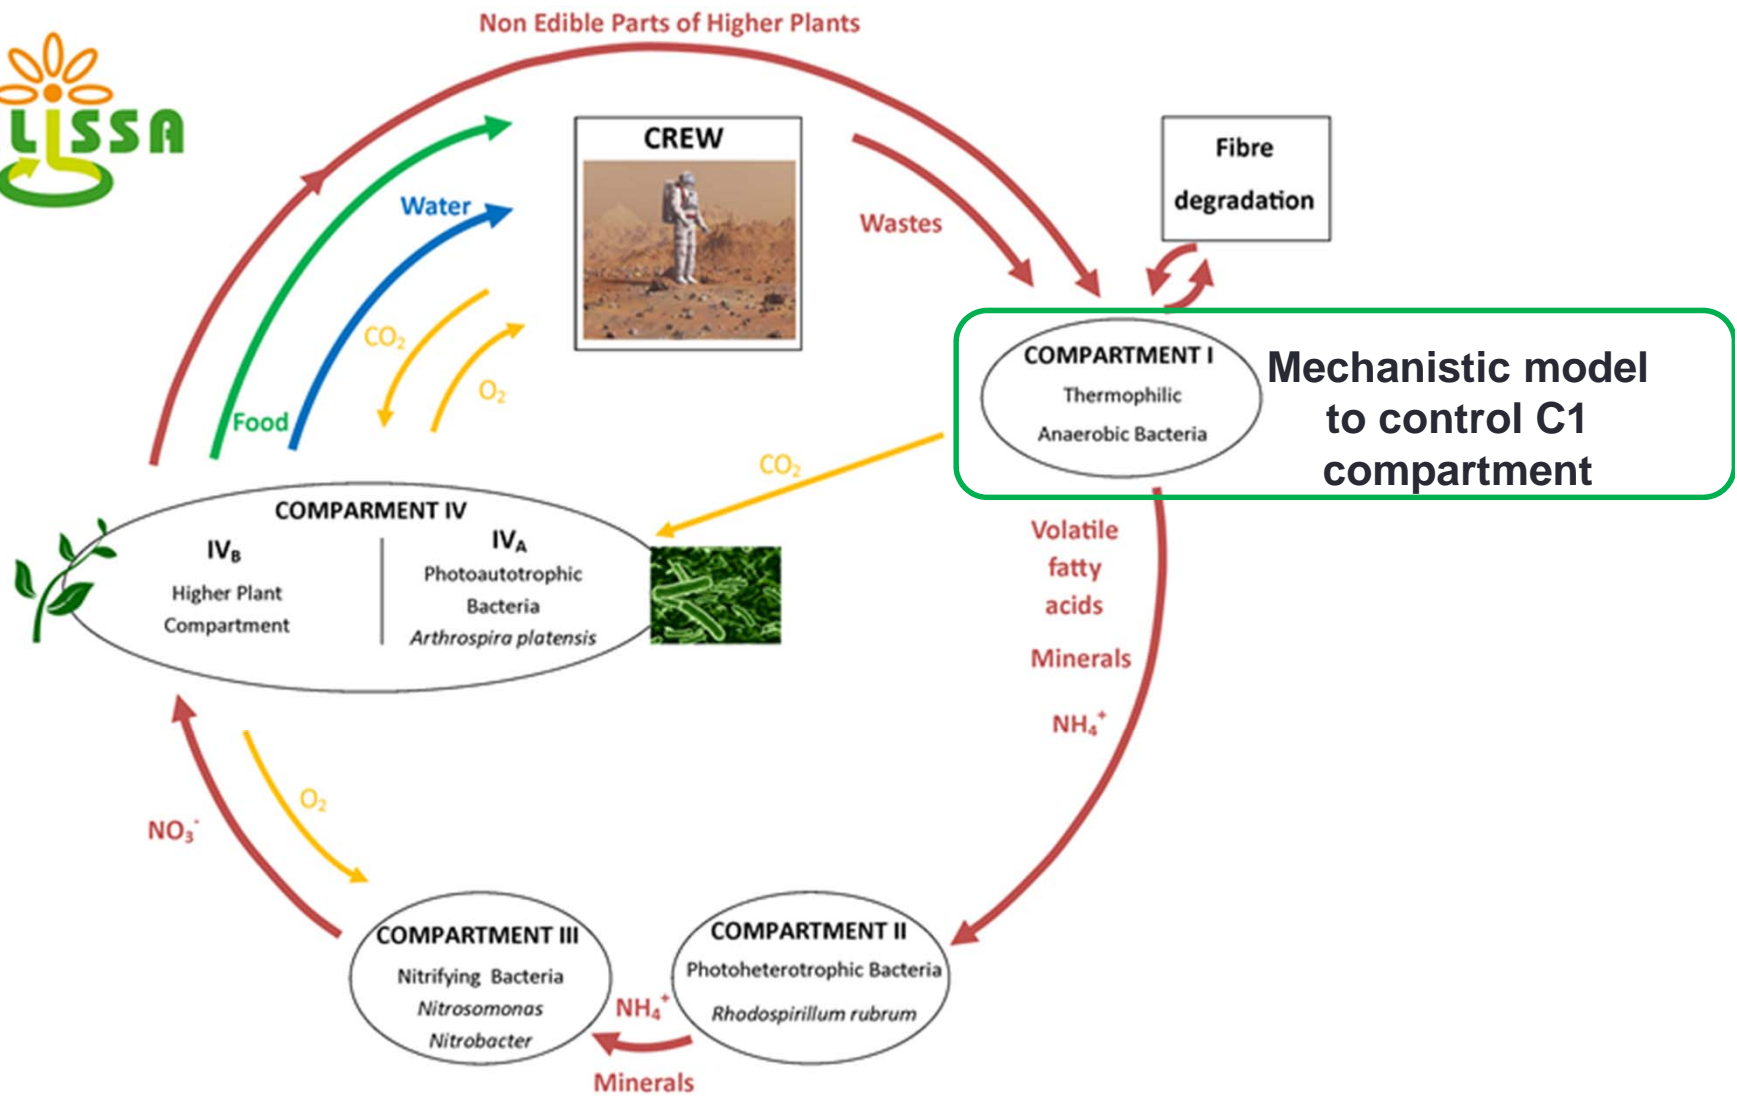 Non Edible Parts of Higher Plants
LISSA
CREW
Fibre
degradation
Water
Wastes
CO₂
O₂
Food
COMPARTMENT I
Thermophilic
Anaerobic Bacteria
Mechanistic model
to control C1
compartment
CO₂
COMPARMENT IV
IV_B
Higher Plant
Compartment
IV_A
Photoautotrophic
Bacteria
Arthrospira platensis
Volatile
fatty
acids
Minerals
NH₄⁺
O₂
NO₃⁻
COMPARTMENT III
Nitrifying Bacteria
Nitrosomonas
Nitrobacter
COMPARTMENT II
Photoheterotrophic Bacteria
Rhodospirillum rubrum
NH₄⁺
Minerals